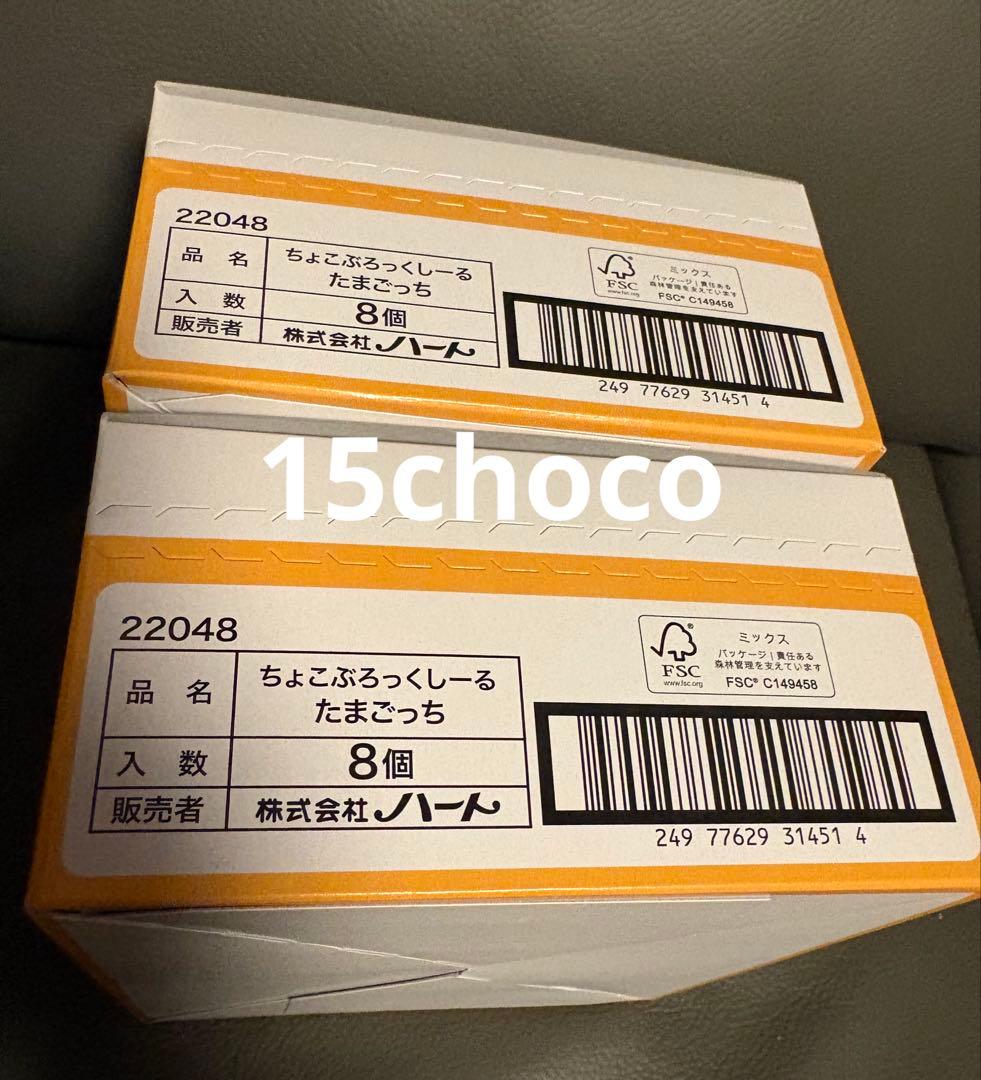 22048
品 名
ちょこぶろっくしーる
たまごっち
入 数
8個
販売者
株式会社ハート
FSC
www.fsc.org
ミックス
パッケージ|責任ある
森林管理を支えています
FSC® C149458
249 77629 31451 4
15choco
22048
品 名
ちょこぶろっくしーる
たまごっち
入 数
8個
販売者
株式会社ハート
®
FSC
www.fsc.org
ミックス
パッケージ|責任ある
森林管理を支えています
FSC® C149458
249 77629 31451 4